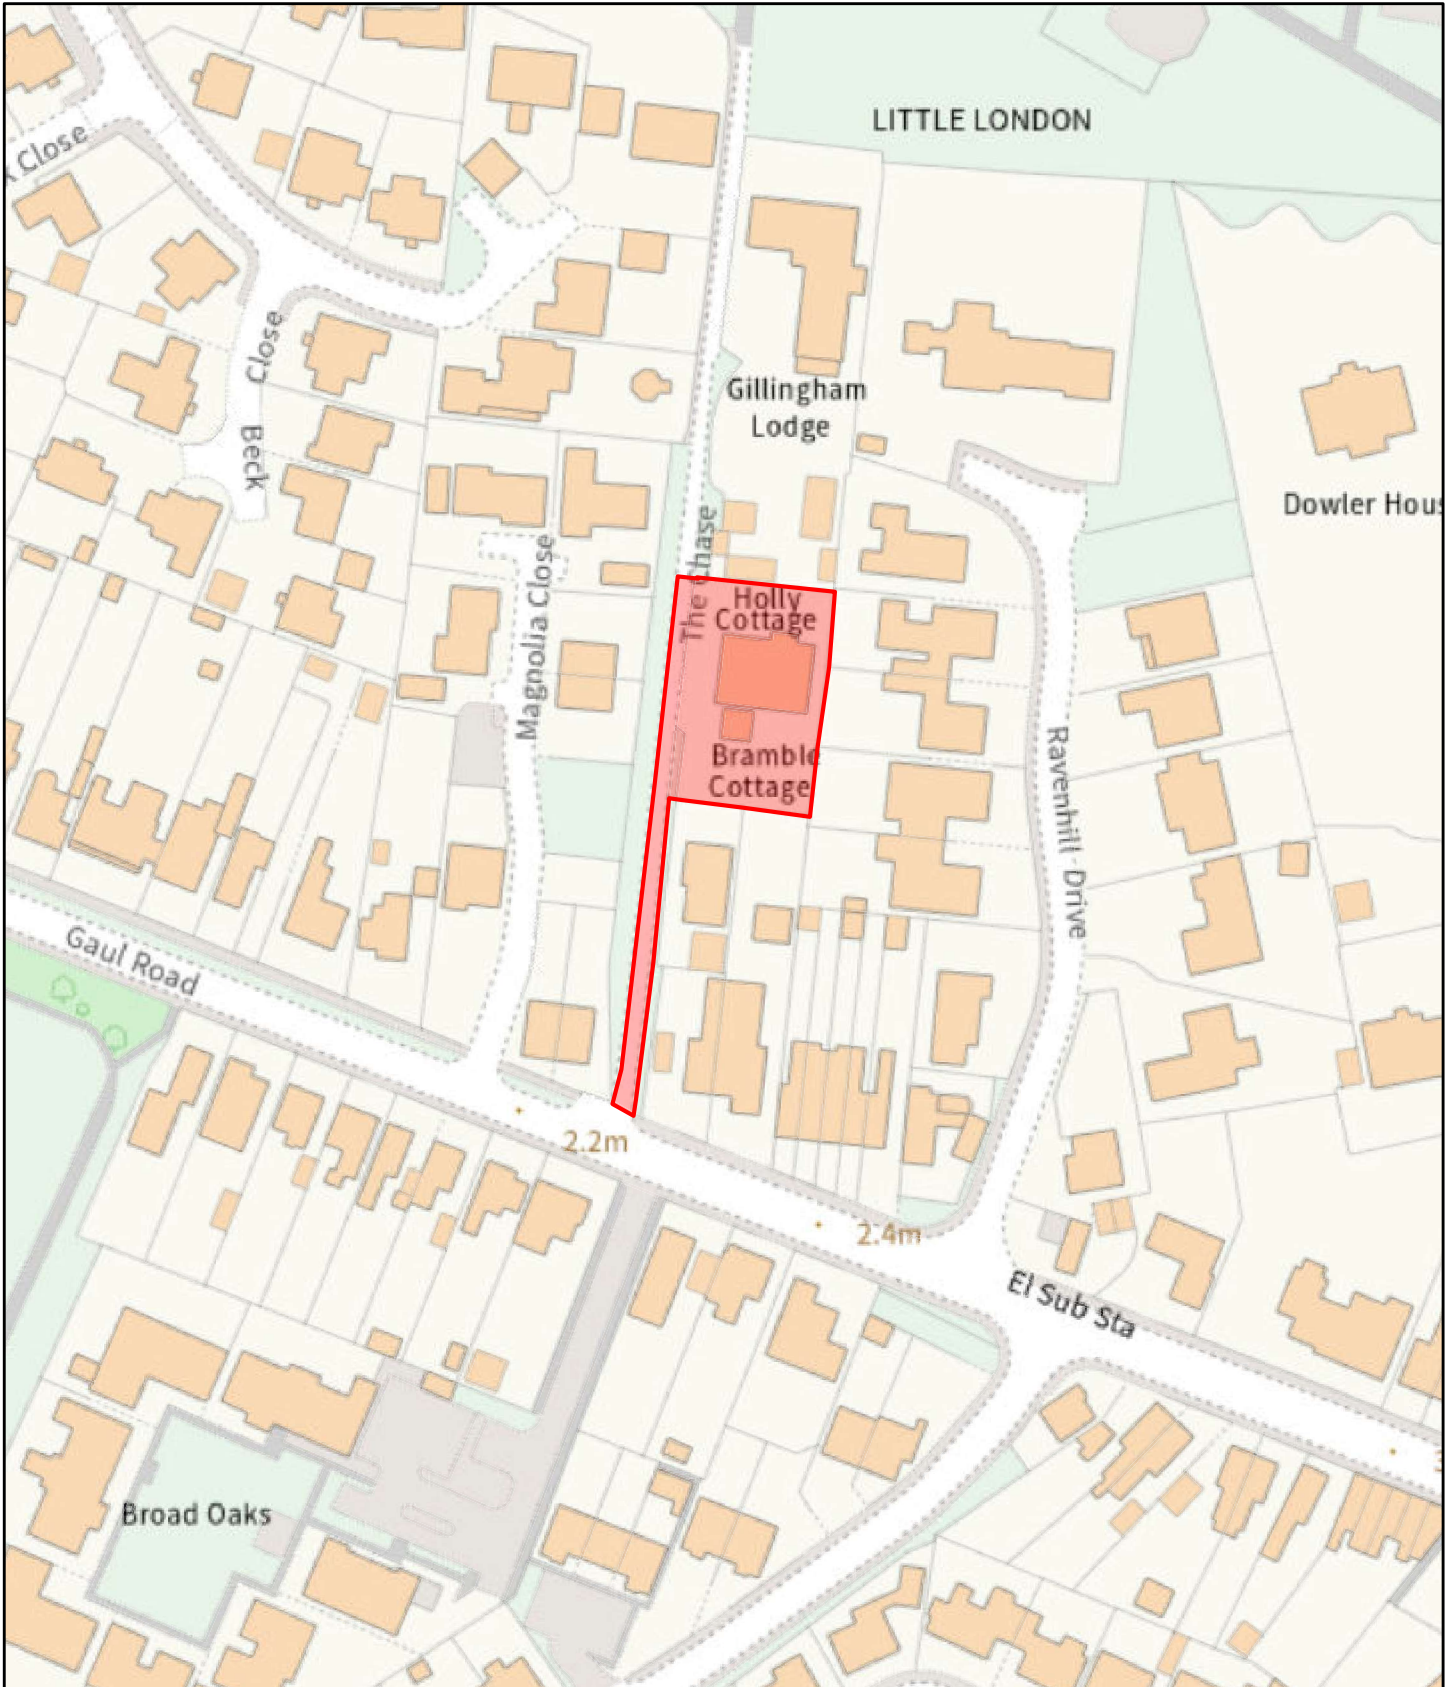 LITTLE LONDON
Close
Close
Beck
Gillingham
Lodge
Dowler Hou
The Chase
Magnolia Close
Holly
Cottage
Bramble
Cottage
Ravenhill Drive
Gaul Road
2.2m
2.4m
El Sub Sta
Broad Oaks